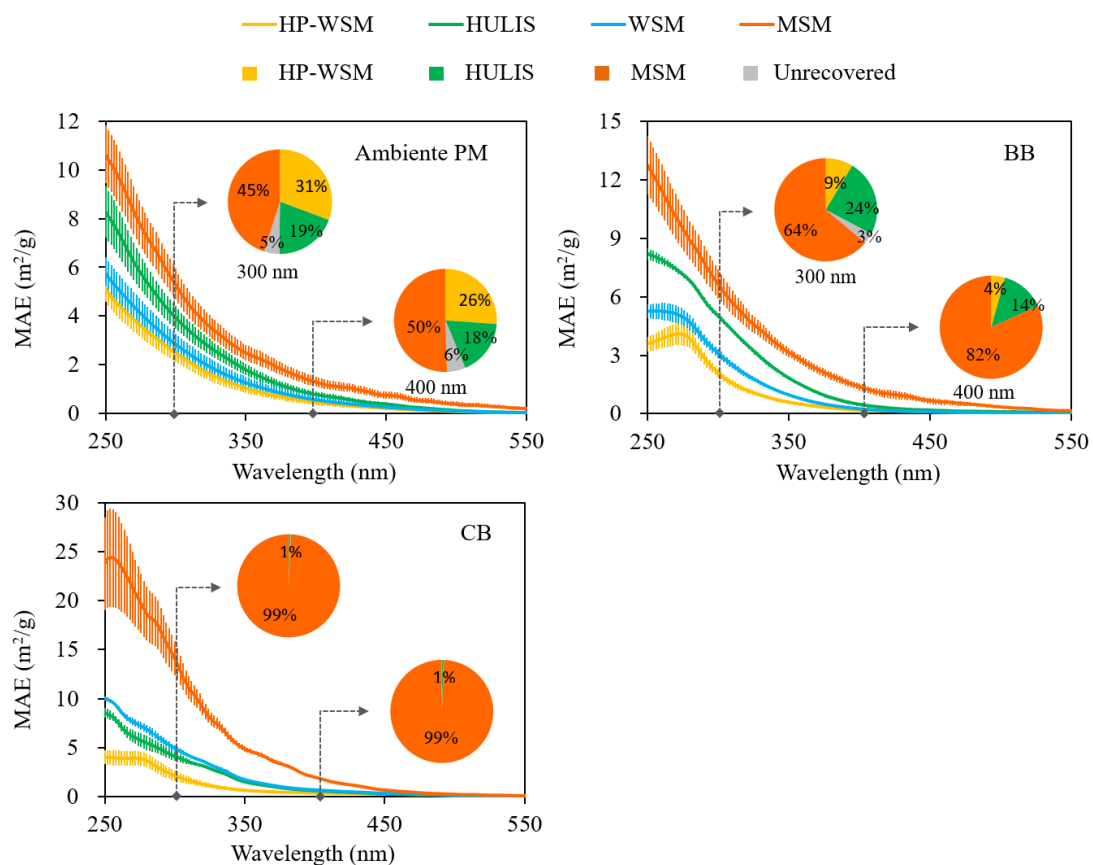 HP-WSM HULIS WSM MSM
HP-WSM HULIS MSM Unrecovered
12
10
8
6
4
2
0
MAE (m²/g)
Ambiente PM
45%
31%
19%
5%
300 nm
50%
26%
18%
6%
400 nm
250 350 450 550
Wavelength (nm)
15
12
9
6
3
0
MAE (m²/g)
BB
9%
24%
3%
64%
300 nm
4%
14%
82%
400 nm
250 350 450 550
Wavelength (nm)
30
25
20
15
10
5
0
MAE (m²/g)
CB
1%
99%
1%
99%
250 350 450 550
Wavelength (nm)